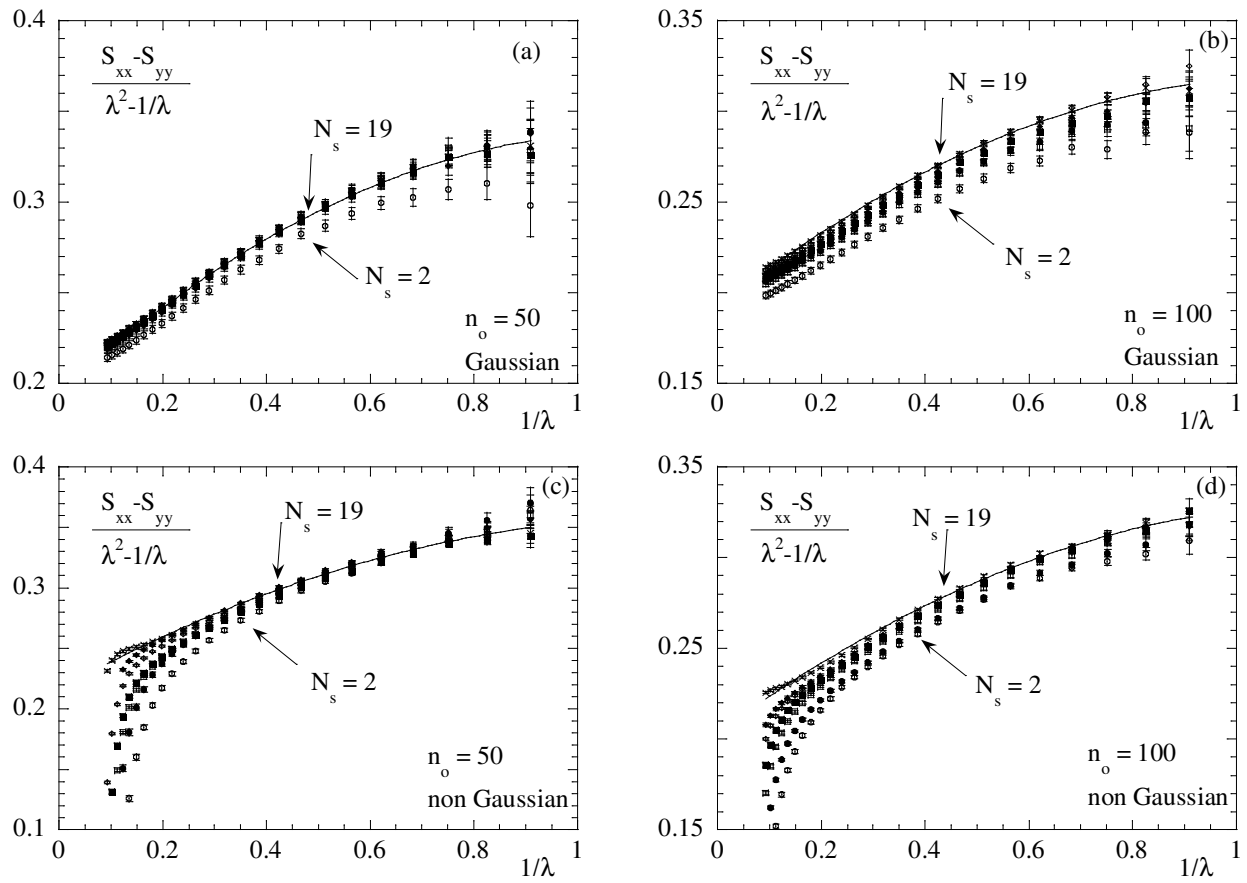 (a)
S_xx-S_yy
λ²-1/λ
N_s = 19
N_s = 2
n_o = 50
Gaussian
0.4
0.3
0.2
0 0.2 0.4 0.6 0.8 1
1/λ
(b)
S_xx-S_yy
λ²-1/λ
N_s = 19
N_s = 2
n_o = 100
Gaussian
0.35
0.25
0.15
0 0.2 0.4 0.6 0.8 1
1/λ
(c)
S_xx-S_yy
λ²-1/λ
N_s = 19
N_s = 2
n_o = 50
non Gaussian
0.4
0.3
0.2
0.1
0 0.2 0.4 0.6 0.8 1
1/λ
(d)
S_xx-S_yy
λ²-1/λ
N_s = 19
N_s = 2
n_o = 100
non Gaussian
0.35
0.25
0.15
0 0.2 0.4 0.6 0.8 1
1/λ